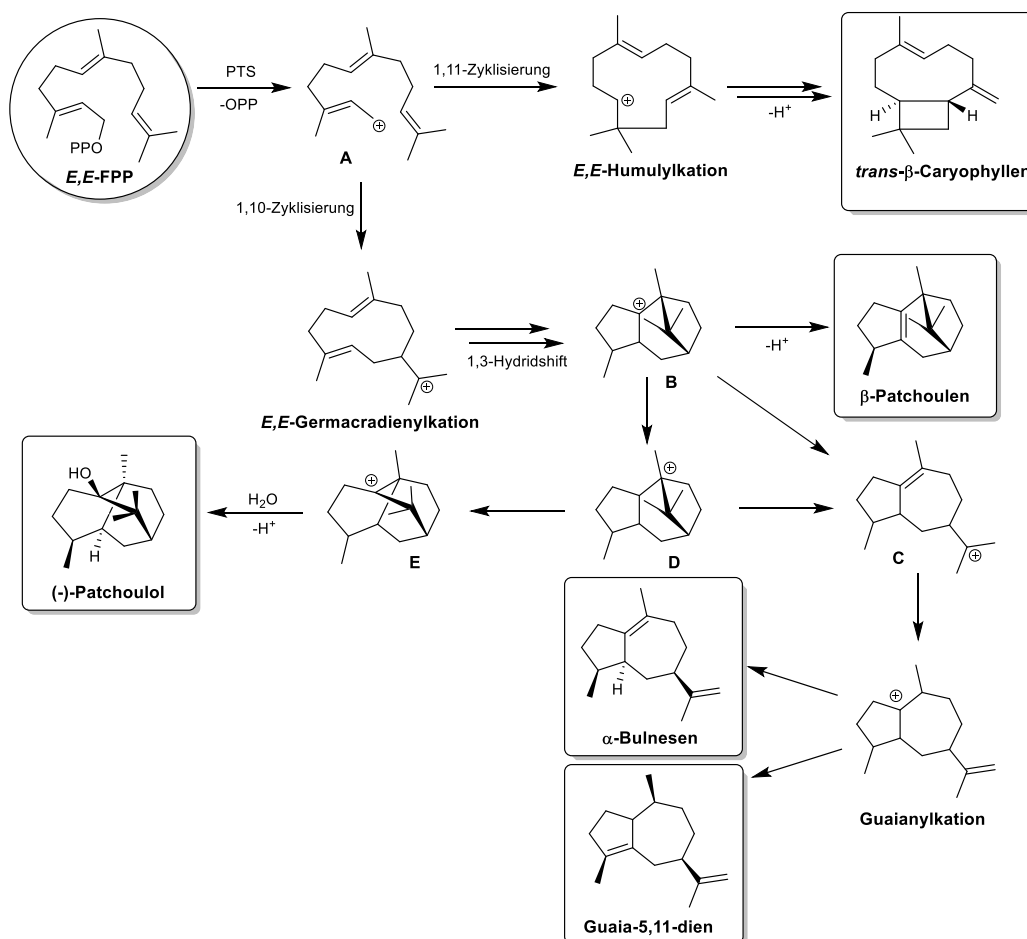 PTS
-OPP
PPO
E,E-FPP
A
1,11-Zyklisierung
E,E-Humulylkation
-H+
H
H
trans-β-Caryophyllen
1,10-Zyklisierung
E,E-Germacradienylkation
1,3-Hydridshift
B
-H+
β-Patchoulen
HO
H
(-)-Patchoulol
H2O
-H+
E
D
C
H
α-Bulnesen
Guaianylkation
Guaia-5,11-dien